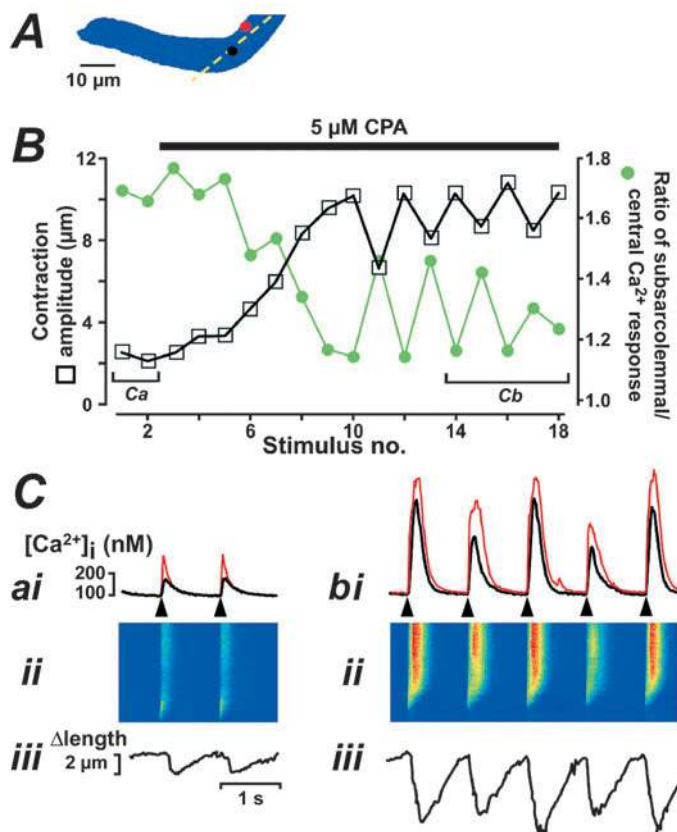 A
10 µm
B
5 µM CPA
12
8
4
0
Contraction
amplitude (µm)
1.8
1.6
1.4
1.2
1.0
Ratio of subsarcolemmal/
central Ca²⁺ response
Ca
Cb
2
6
10
14
18
Stimulus no.
C
[Ca²⁺]ᵢ (nM)
200
100
ai
bi
ii
ii
iii
Δlength
2 µm
1 s
iii